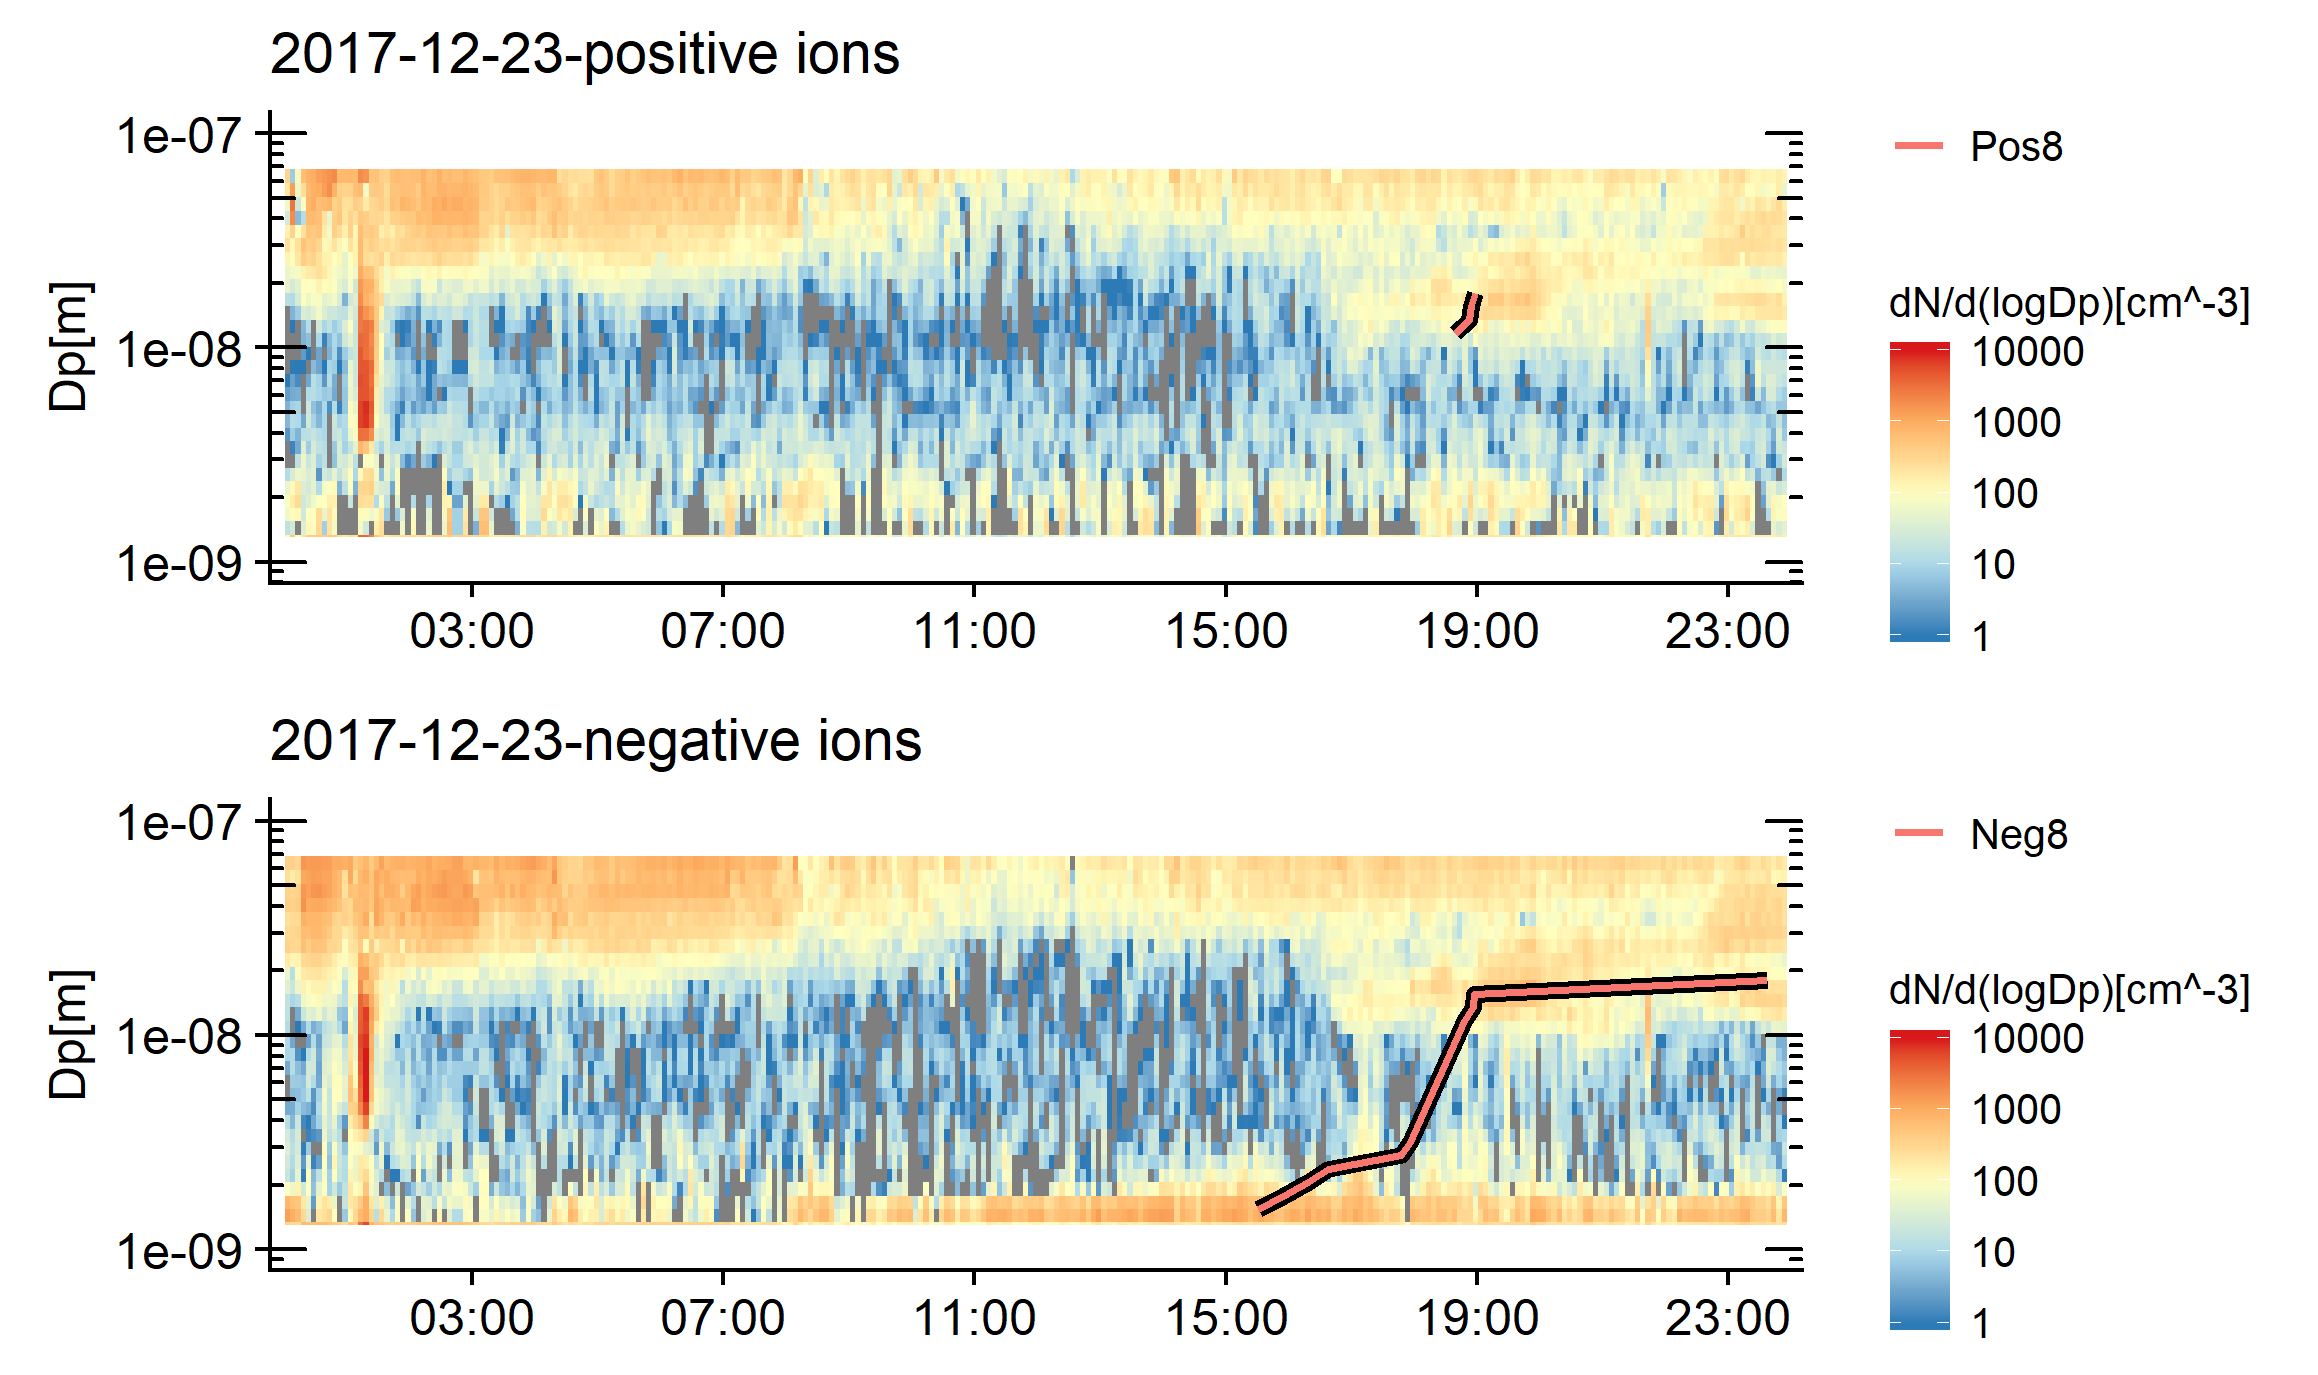 2017-12-23-positive ions
Dp[m]
1e-07
1e-08
1e-09
03:00 07:00 11:00 15:00 19:00 23:00
Pos8
dN/d(logDp)[cm^-3]
10000
1000
100
10
1
2017-12-23-negative ions
Dp[m]
1e-07
1e-08
1e-09
03:00 07:00 11:00 15:00 19:00 23:00
Neg8
dN/d(logDp)[cm^-3]
10000
1000
100
10
1